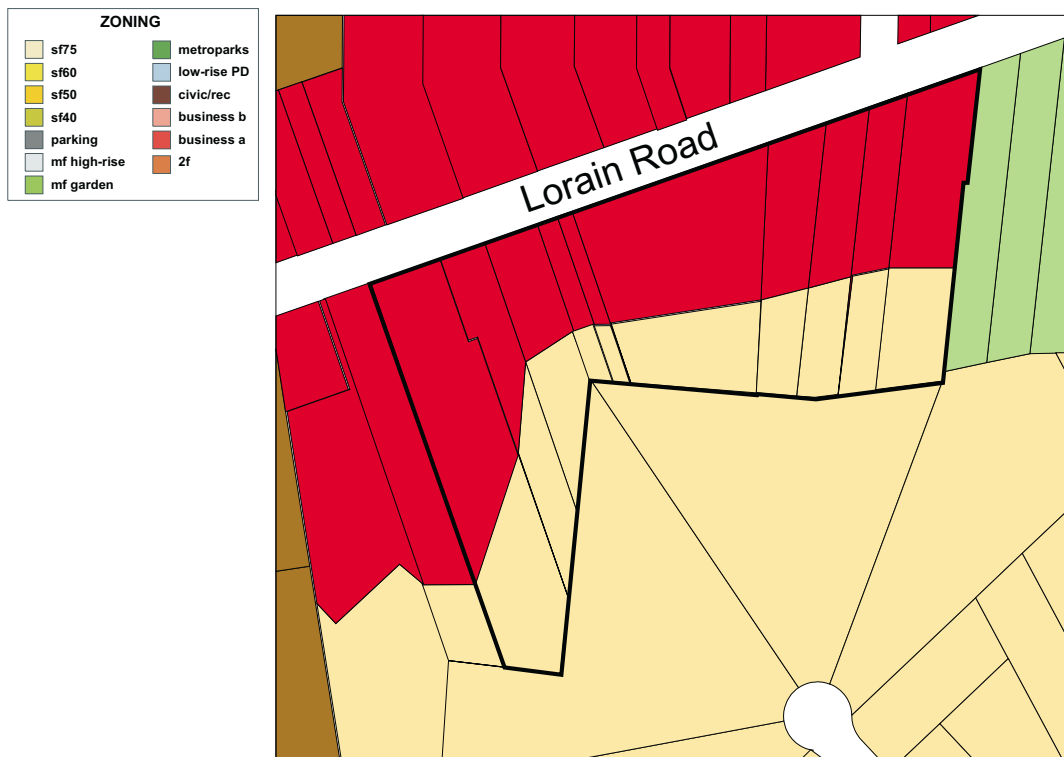 ZONING
sf75
sf60
sf50
sf40
parking
mf high-rise
mf garden
metroparks
low-rise PD
civic/rec
business b
business a
2f
Lorain Road